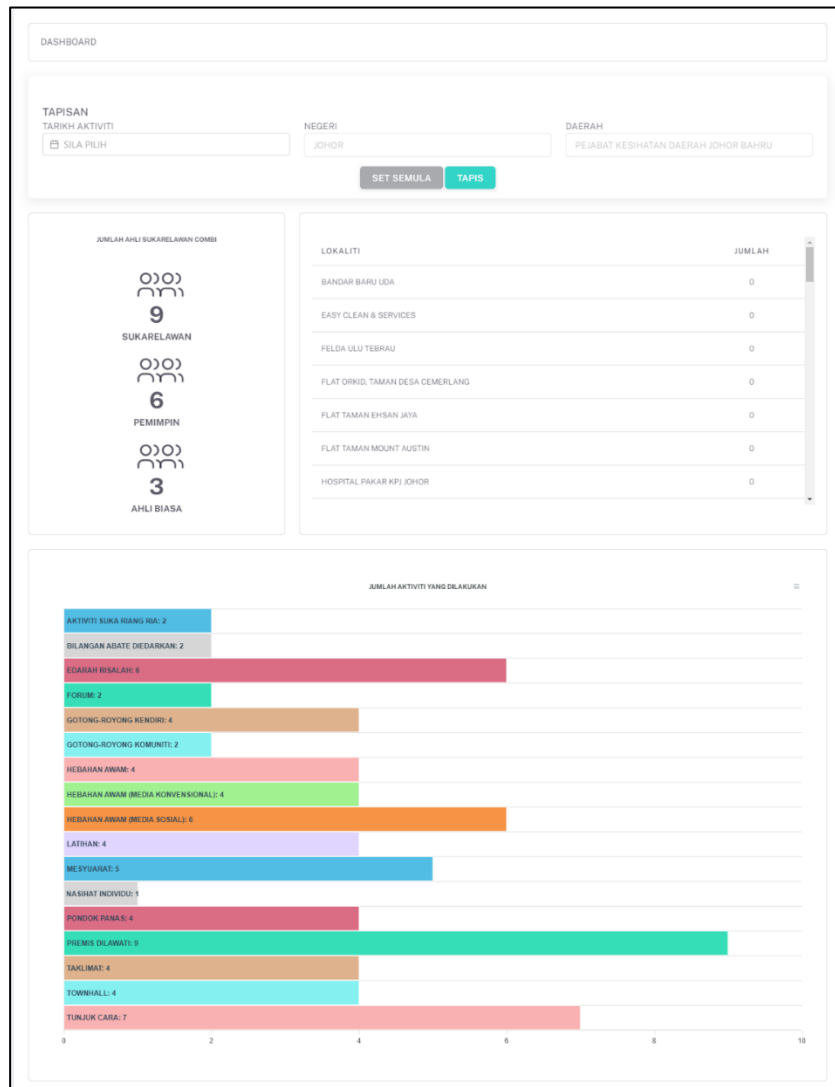 DASHBOARD
TAPISAN
TARIKH AKTIVITI
SILA PILIH
NEGERI
JOHOR
DAERAH
PEJABAT KESIHATAN DAERAH JOHOR BAHRU
SET SEMULA
TAPIS
JUMLAH AHLI SUKARELAWAN COMBI
9
SUKARELAWAN
6
PEMIMPIN
3
AHLI BIASA
LOKALITI JUMLAH
BANDAR BARU UDA 0
EASY CLEAN & SERVICES 0
FELDA ULU TEBRAU 0
FLAT ORKID, TAMAN DESA CEMERLANG 0
FLAT TAMAN EHSAN JAYA 0
FLAT TAMAN MOUNT AUSTIN 0
HOSPITAL PAKAR KPJ JOHOR 0
JUMLAH AKTIVITI YANG DILAKUKAN
AKTIVITI SUKA RIANG RIA: 2
BILANGAN ABATE DIEDARKAN: 2
EDARAH RISALAH: 6
FORUM: 2
GOTONG-ROYONG KENDIRI: 4
GOTONG-ROYONG KOMUNITI: 2
HEBAHAN AWAM: 4
HEBAHAN AWAM (MEDIA KONVENSIONAL): 4
HEBAHAN AWAM (MEDIA SOSIAL): 6
LATIHAN: 4
MESYUARAT: 5
NASIHAT INDIVIDU: 1
PONDOK PANAS: 4
PREMIS DILAWATI: 9
TAKLIMAT: 4
TOWNHALL: 4
TUNJUK CARA: 7
0 2 4 6 8 10